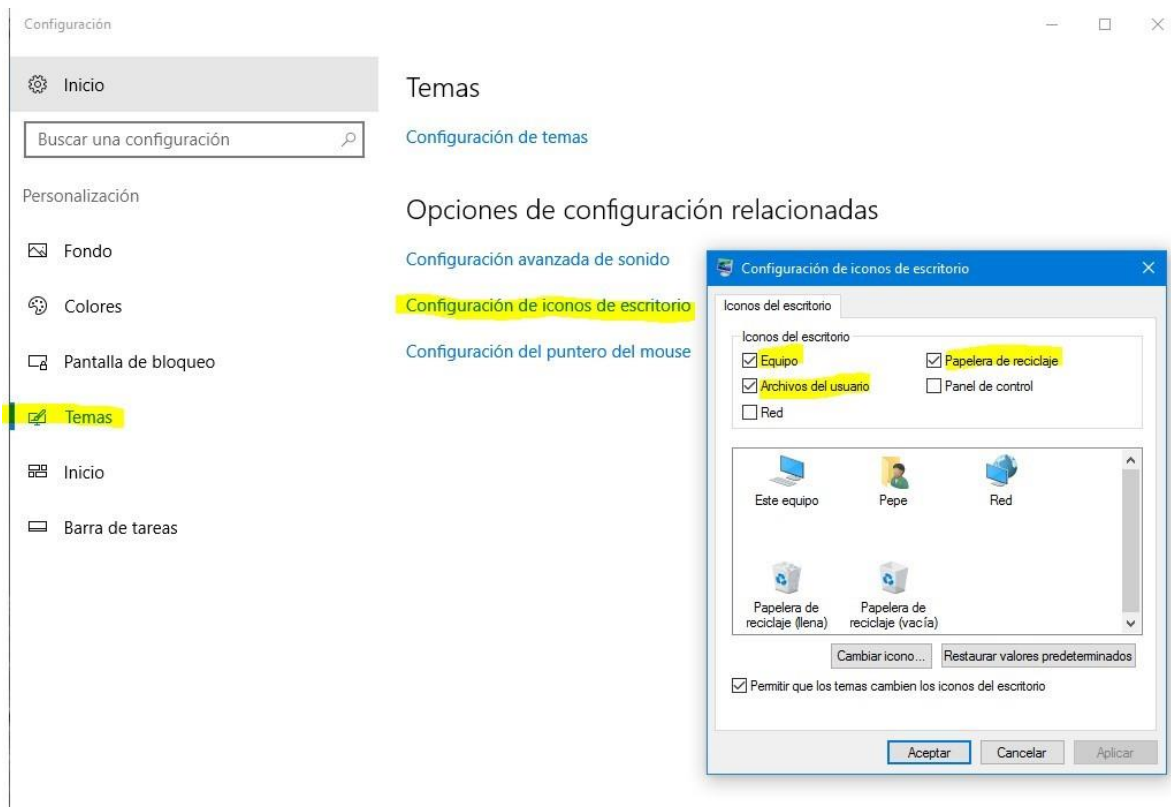 Configuración
Inicio
Buscar una configuración
Personalización
Fondo
Colores
Pantalla de bloqueo
Temas
Inicio
Barra de tareas
Temas
Configuración de temas
Opciones de configuración relacionadas
Configuración avanzada de sonido
Configuración de iconos de escritorio
Configuración del puntero del mouse
Configuración de iconos de escritorio
Iconos del escritorio
Iconos del escritorio
Equipo
Papelera de reciclaje
Archivos del usuario
Panel de control
Red
Este equipo
Pepe
Red
Papelera de
reciclaje (llena)
Papelera de
reciclaje (vacía)
Cambiar icono...
Restaurar valores predeterminados
Permitir que los temas cambien los iconos del escritorio
Aceptar
Cancelar
Aplicar